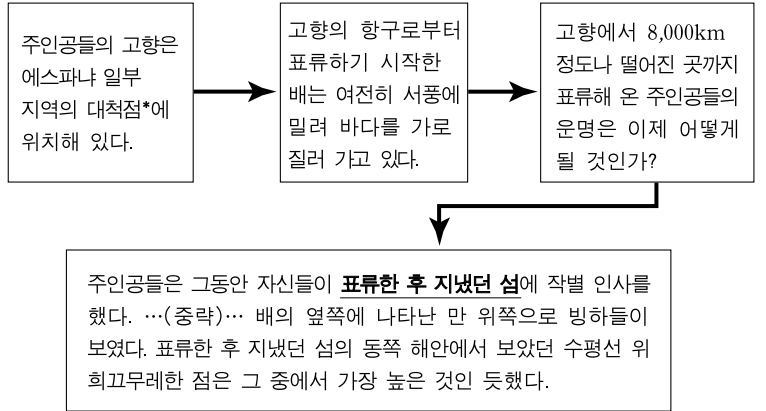 주인공들의 고향은
에스파냐 일부
지역의 대척점*에
위치해 있다.
고향의 항구로부터
표류하기 시작한
배는 여전히 서풍에
밀려 바다를 가로
질러 가고 있다.
고향에서 8,000km
정도나 떨어진 곳까지
표류해 온 주인공들의
운명은 이제 어떻게
될 것인가?
주인공들은 그동안 자신들이 표류한 후 지냈던 섬에 작별 인사를
했다. …(중략)… 배의 옆쪽에 나타난 만 위쪽으로 빙하들이
보였다. 표류한 후 지냈던 섬의 동쪽 해안에서 보았던 수평선 위
희끄무레한 점은 그 중에서 가장 높은 것인 듯했다.